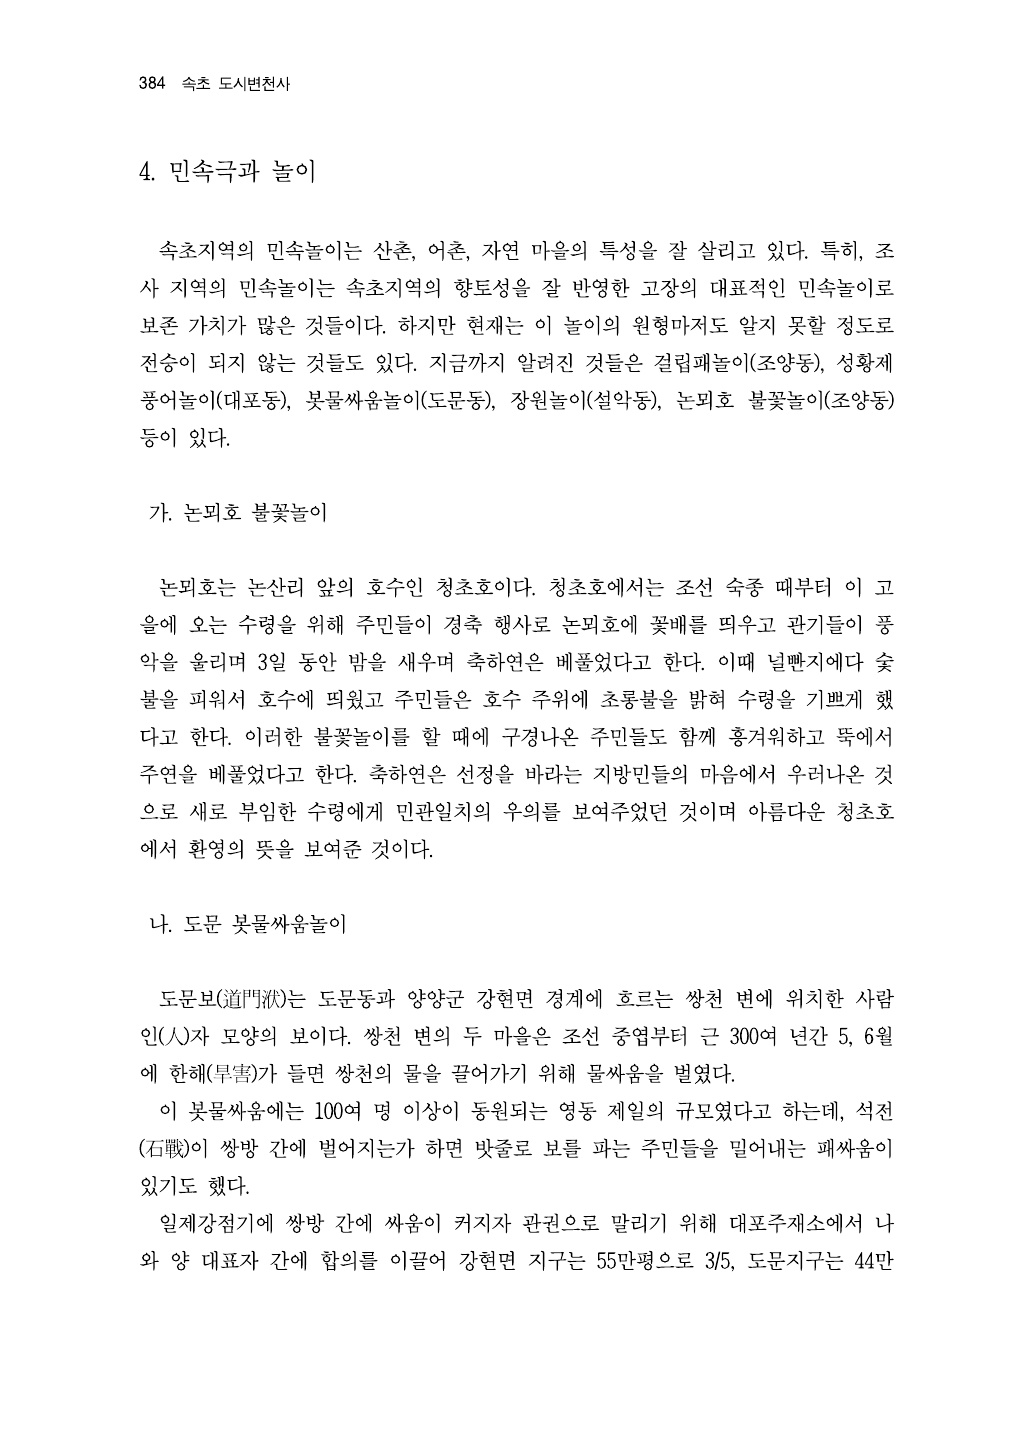 384 속초 도시변천사
4. 민속극과 놀이
속초지역의 민속놀이는 산촌, 어촌, 자연 마을의 특성을 잘 살리고 있다. 특히, 조
사 지역의 민속놀이는 속초지역의 향토성을 잘 반영한 고장의 대표적인 민속놀이로
보존 가치가 많은 것들이다. 하지만 현재는 이 놀이의 원형마저도 알지 못할 정도로
전승이 되지 않는 것들도 있다. 지금까지 알려진 것들은 걸립패놀이(조양동), 성황제
풍어놀이(대포동), 봇물싸움놀이(도문동), 장원놀이(설악동), 논뫼호 불꽃놀이(조양동)
등이 있다.
가. 논뫼호 불꽃놀이
논뫼호는 논산리 앞의 호수인 청초호이다. 청초호에서는 조선 숙종 때부터 이 고
을에 오는 수령을 위해 주민들이 경축 행사로 논뫼호에 꽃배를 띄우고 관기들이 풍
악을 울리며 3일 동안 밤을 새우며 축하연은 베풀었다고 한다. 이때 널빤지에다 숯
불을 피워서 호수에 띄웠고 주민들은 호수 주위에 초롱불을 밝혀 수령을 기쁘게 했
다고 한다. 이러한 불꽃놀이를 할 때에 구경나온 주민들도 함께 흥겨워하고 뚝에서
주연을 베풀었다고 한다. 축하연은 선정을 바라는 지방민들의 마음에서 우러나온 것
으로 새로 부임한 수령에게 민관일치의 우의를 보여주었던 것이며 아름다운 청초호
에서 환영의 뜻을 보여준 것이다.
나. 도문 봇물싸움놀이
도문보(道門洑)는 도문동과 양양군 강현면 경계에 흐르는 쌍천 변에 위치한 사람
인(人)자 모양의 보이다. 쌍천 변의 두 마을은 조선 중엽부터 근 300여 년간 5, 6월
에 한해(旱害)가 들면 쌍천의 물을 끌어가기 위해 물싸움을 벌였다.
이 봇물싸움에는 100여 명 이상이 동원되는 영동 제일의 규모였다고 하는데, 석전
(石戰)이 쌍방 간에 벌어지는가 하면 밧줄로 보를 파는 주민들을 밀어내는 패싸움이
있기도 했다.
일제강점기에 쌍방 간에 싸움이 커지자 관권으로 말리기 위해 대포주재소에서 나
와 양 대표자 간에 합의를 이끌어 강현면 지구는 55만평으로 3/5, 도문지구는 44만